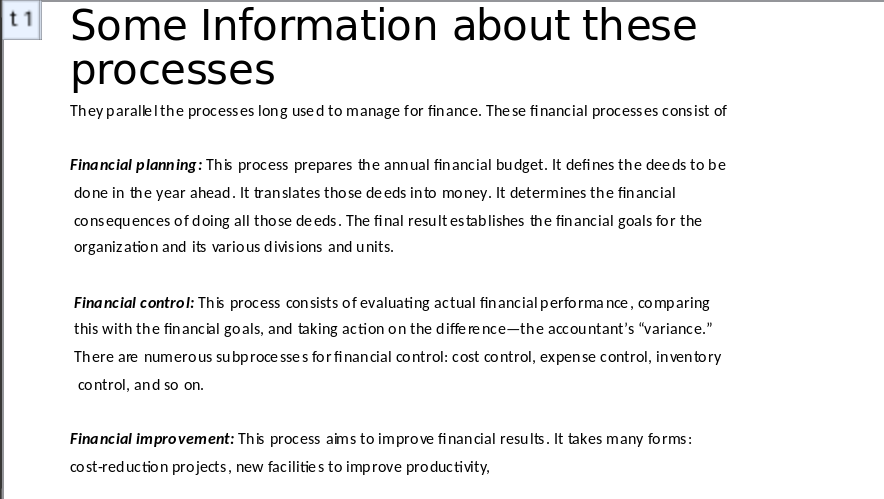 t 1
Some Information about these
processes
They parallel the processes long used to manage for finance. These financial processes consist of
Financial planning: This process prepares the annual financial budget. It defines the deeds to be
done in the year ahead. It translates those deeds into money. It determines the financial
consequences of doing all those deeds. The final result establishes the financial goals for the
organization and its various divisions and units.
Financial control: This process consists of evaluating actual financial performance, comparing
this with the financial goals, and taking action on the difference—the accountant’s “variance.”
There are numerous subprocesses for financial control: cost control, expense control, inventory
control, and so on.
Financial improvement: This process aims to improve financial results. It takes many forms:
cost-reduction projects, new facilities to improve productivity,